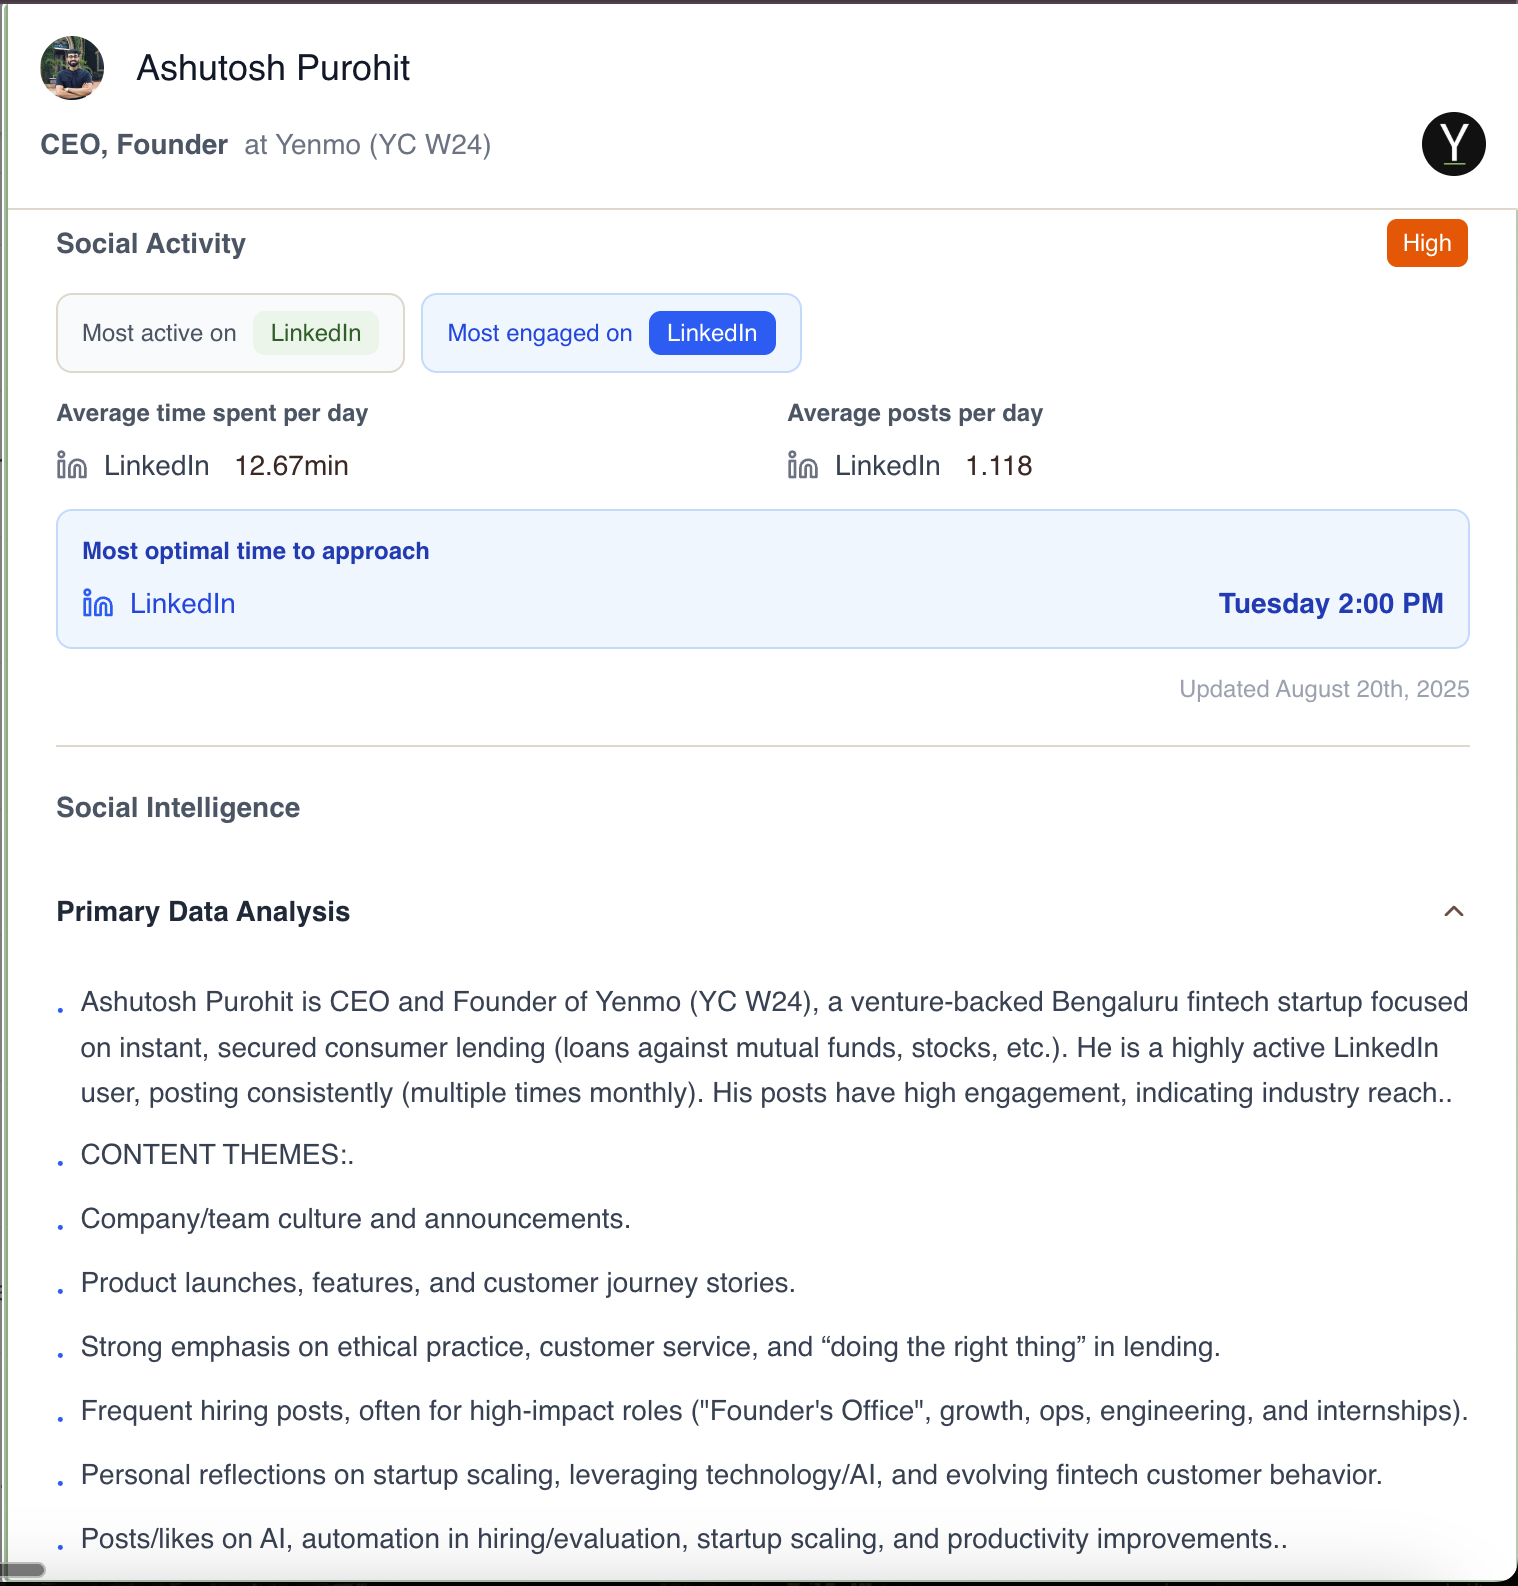 Ashutosh Purohit
CEO, Founder at Yenmo (YC W24)
Y
Social Activity
High
Most active on LinkedIn
Most engaged on LinkedIn
Average time spent per day
Average posts per day
in LinkedIn 12.67min
in LinkedIn 1.118
Most optimal time to approach
in LinkedIn
Tuesday 2:00 PM
Updated August 20th, 2025
Social Intelligence
Primary Data Analysis
. Ashutosh Purohit is CEO and Founder of Yenmo (YC W24), a venture-backed Bengaluru fintech startup focused
on instant, secured consumer lending (loans against mutual funds, stocks, etc.). He is a highly active LinkedIn
user, posting consistently (multiple times monthly). His posts have high engagement, indicating industry reach..
. CONTENT THEMES:.
. Company/team culture and announcements.
. Product launches, features, and customer journey stories.
. Strong emphasis on ethical practice, customer service, and “doing the right thing” in lending.
. Frequent hiring posts, often for high-impact roles ("Founder's Office", growth, ops, engineering, and internships).
. Personal reflections on startup scaling, leveraging technology/AI, and evolving fintech customer behavior.
. Posts/likes on AI, automation in hiring/evaluation, startup scaling, and productivity improvements..